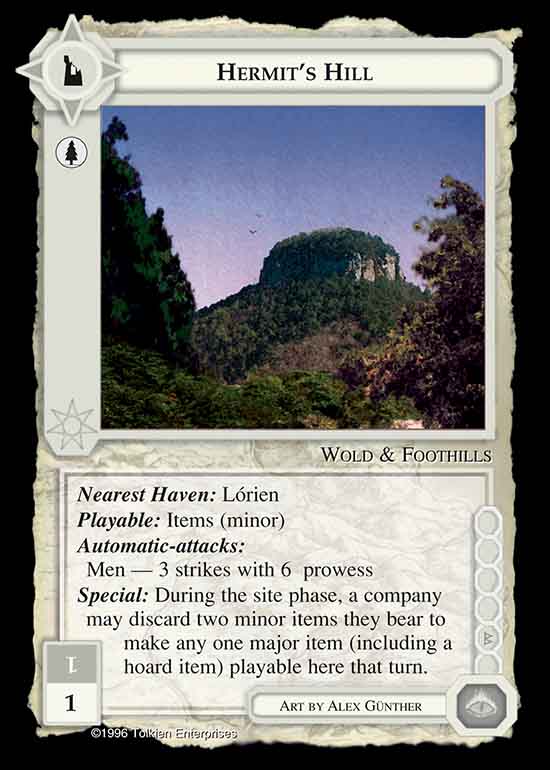 HERMIT'S HILL
WOLD & FOOTHILLS
Nearest Haven: Lórien
Playable: Items (minor)
Automatic-attacks:
Men — 3 strikes with 6 prowess
Special: During the site phase, a company
may discard two minor items they bear to
make any one major item (including a
hoard item) playable here that turn.
1
1
ART BY ALEX GÜNTHER
©1996 Tolkien Enterprises